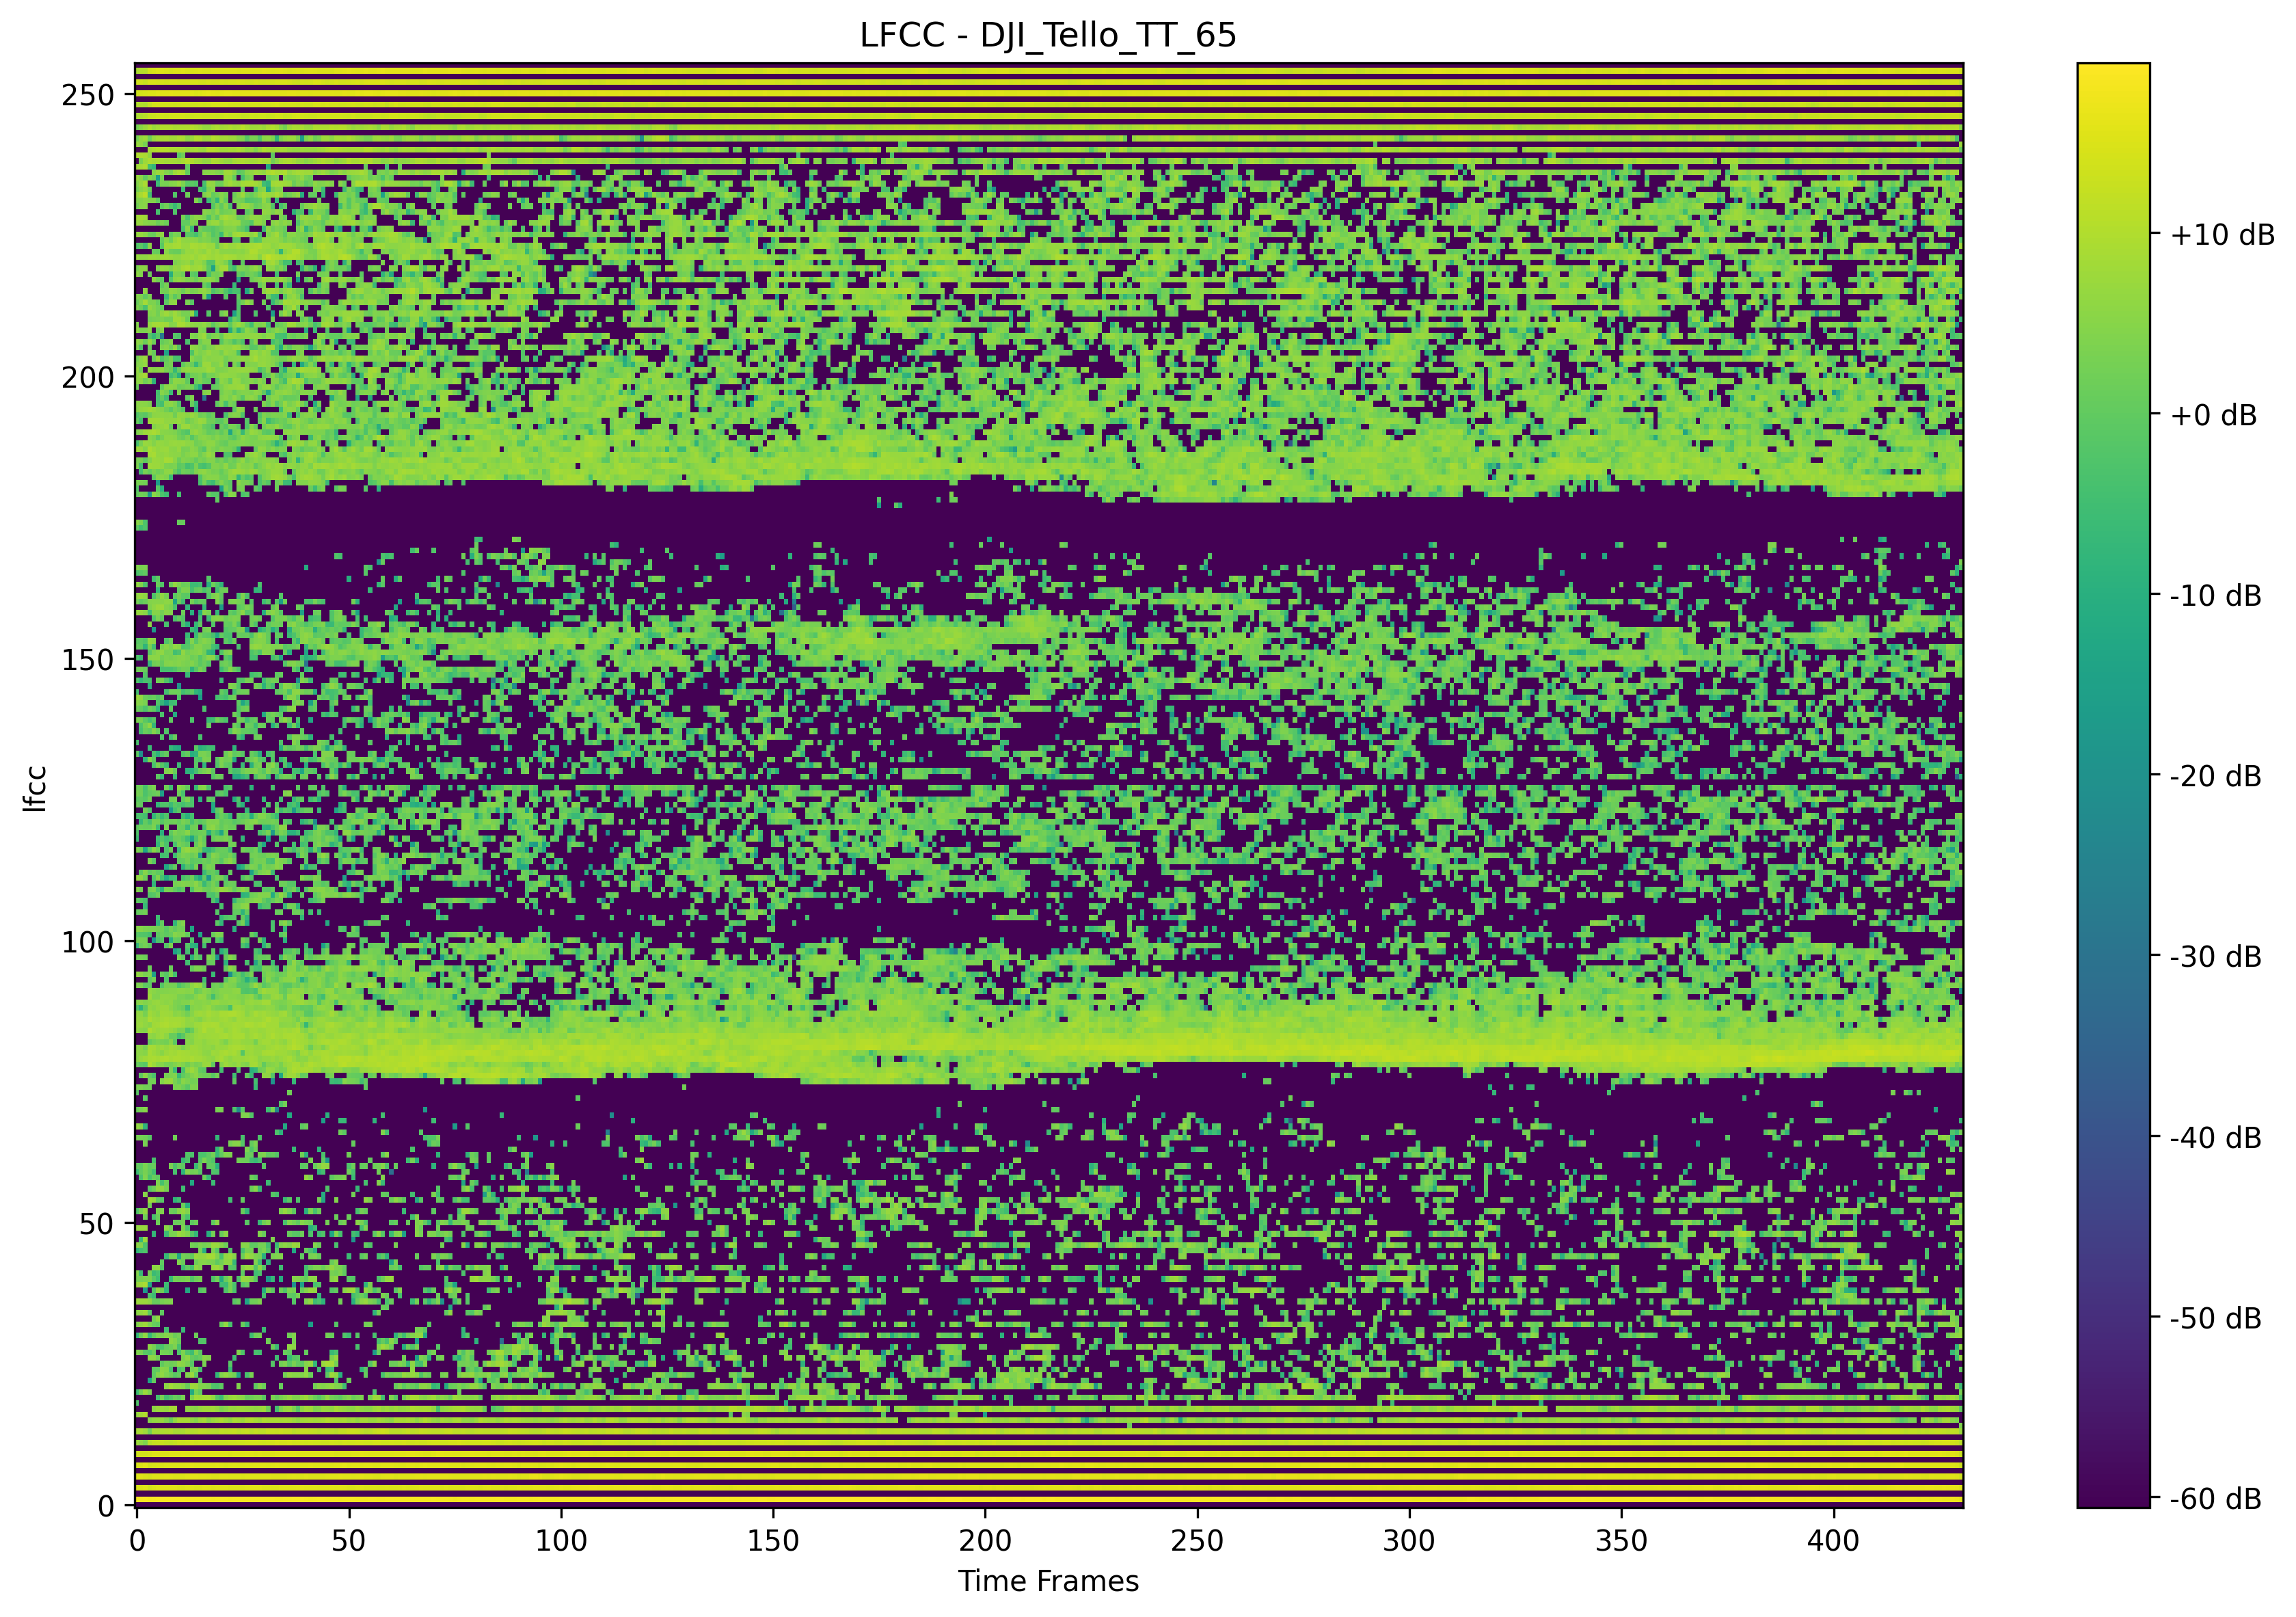 LFCC - DJI_Tello_TT_65
250
200
150
100
50
0
lfcc
0 50 100 150 200 250 300 350 400
Time Frames
+10 dB
+0 dB
-10 dB
-20 dB
-30 dB
-40 dB
-50 dB
-60 dB